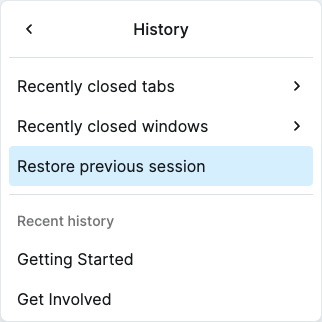 History
Recently closed tabs
Recently closed windows
Restore previous session
Recent history
Getting Started
Get Involved